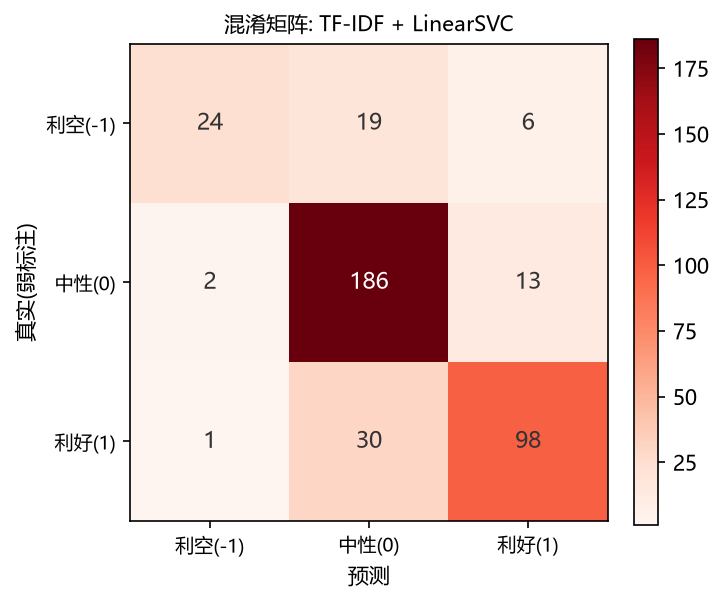 混淆矩阵: TF-IDF + LinearSVC
利空(-1) 24 19 6
中性(0) 2 186 13
利好(1) 1 30 98
利空(-1) 中性(0) 利好(1)
预测
真实(弱标注)
175
150
125
100
75
50
25